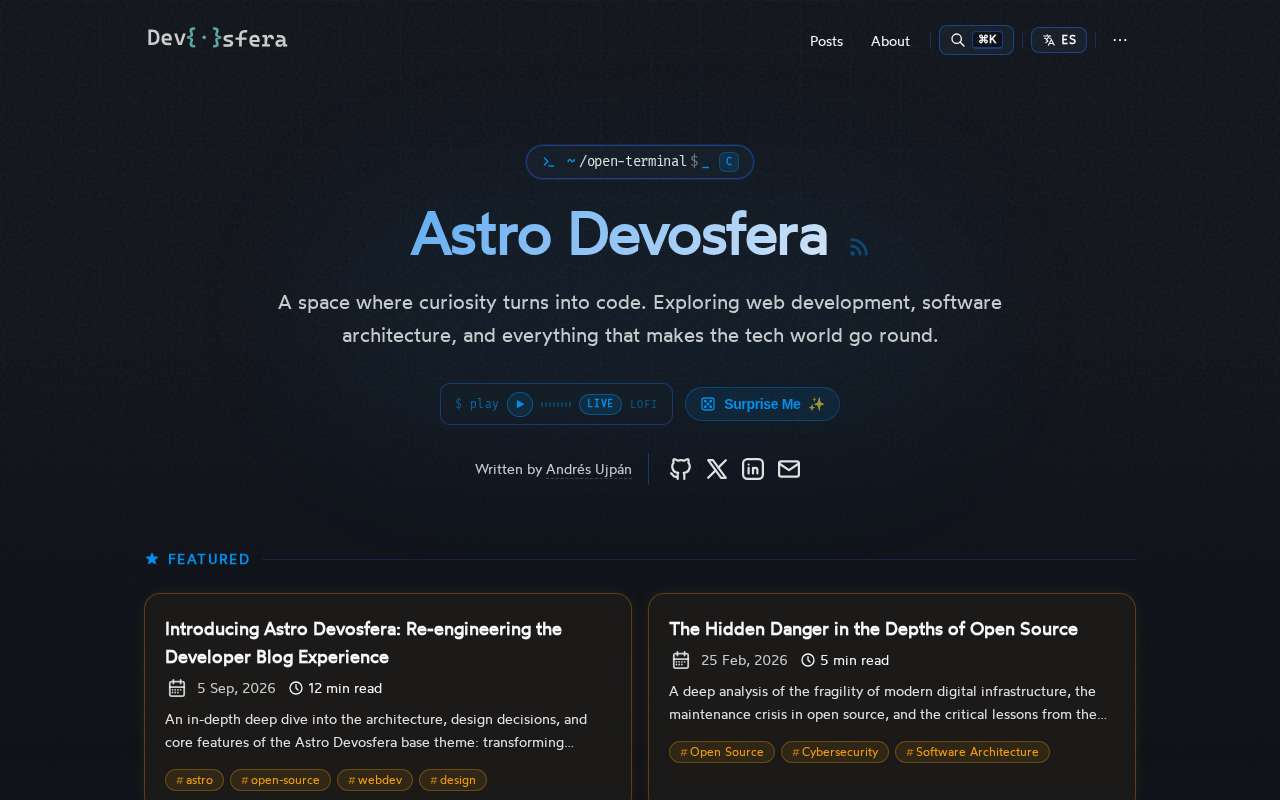 Dev{·}sfera
Posts
About
⌘K
ES
~/open-terminal$_ C
Astro Devosfera
A space where curiosity turns into code. Exploring web development, software
architecture, and everything that makes the tech world go round.
$ play LIVE LOFI
Surprise Me ✨
Written by Andrés Ujpán
FEATURED
Introducing Astro Devosfera: Re-engineering the
Developer Blog Experience
5 Sep, 2026 12 min read
An in-depth deep dive into the architecture, design decisions, and
core features of the Astro Devosfera base theme: transforming...
# astro # open-source # webdev # design
The Hidden Danger in the Depths of Open Source
25 Feb, 2026 5 min read
A deep analysis of the fragility of modern digital infrastructure, the
maintenance crisis in open source, and the critical lessons from the...
# Open Source # Cybersecurity # Software Architecture